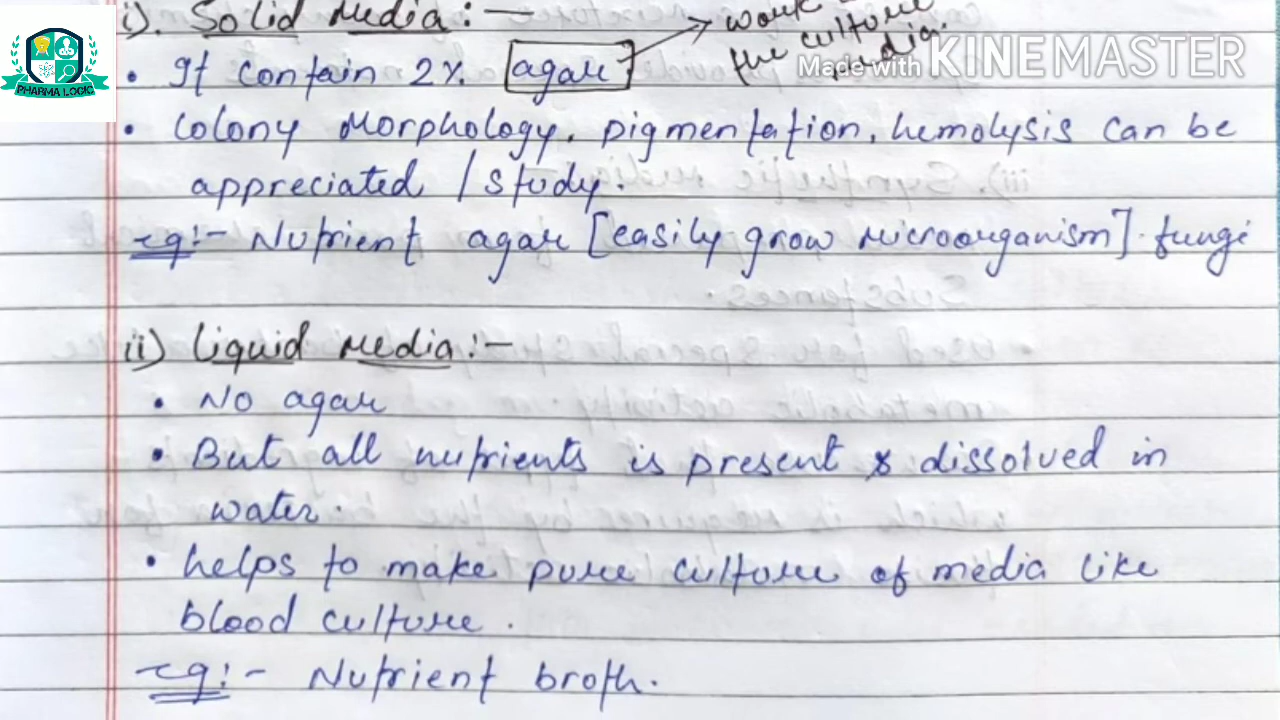 i). Solid Media :-
work
the culture
media.
• It contain 2%. agar
Made with KINEMASTER
PHARMA LOGIC
• Colony Morphology, pigmentation, hemolysis can be
appreciated / study.
eg:- Nutrient agar [easily grow microorganism]. fungi
ii) Liquid Media :-
• No agar
• But all nutrients is present & dissolved in
water.
• helps to make pure culture of media like
blood culture.
eg:- Nutrient broth.